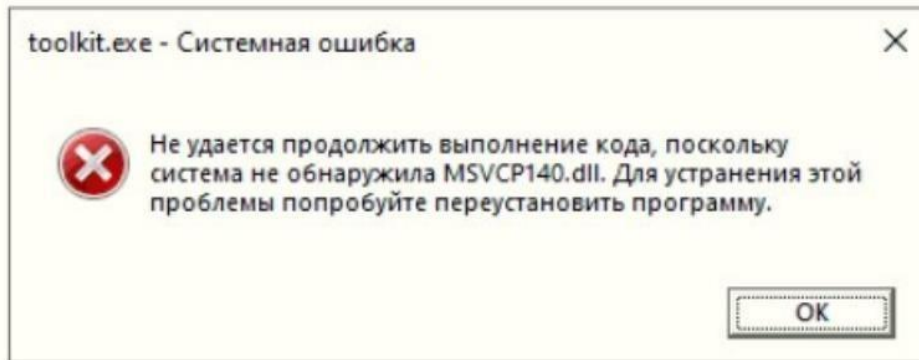 toolkit.exe - Системная ошибка
Не удается продолжить выполнение кода, поскольку
система не обнаружила MSVCP140.dll. Для устранения этой
проблемы попробуйте переустановить программу.
ОК